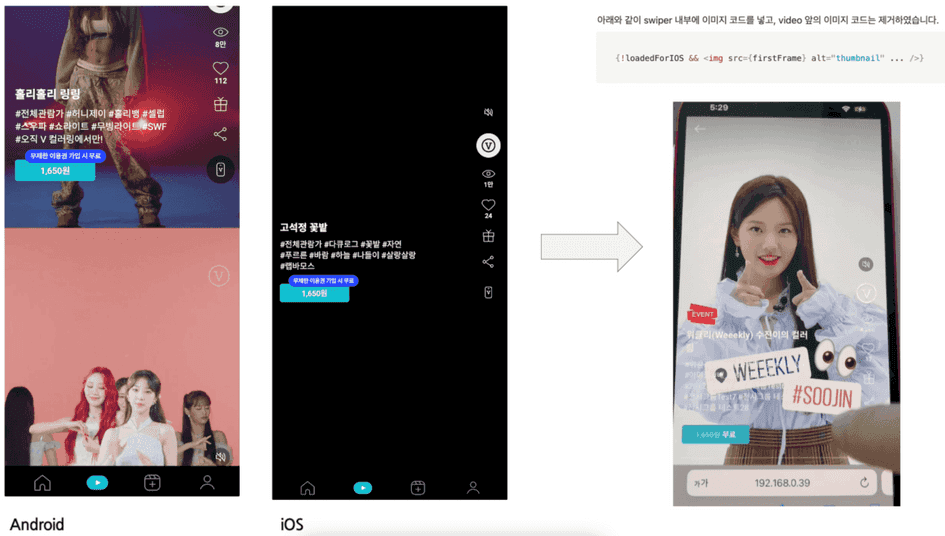 아래와 같이 swiper 내부에 이미지 코드를 넣고, video 앞의 이미지 코드는 제거하였습니다.
{!loadedForIOS && <img src={firstFrame} alt="thumbnail" ... />}
8만
112
훌리훌리 링링
#전체관람가 #허니제이 #훌리뱅 #셀럽
#스우파 #쇼라이트 #무빙라이트 #SWF
#오직 V 컬러링에서만!
무제한 이용권 가입 시 무료
1,650원
V
V
Android
V
1만
24
고석정 꽃밭
#전체관람가 #다큐로그 #꽃밭 #자연
#푸르른 #바람 #하늘 #나들이 #살랑살랑
#맵바모스
무제한 이용권 가입 시 무료
1,650원
iOS
5:29
V
EVENT
위클리(Weeekly) 수진이의 컬러
WEEEKLY
#SOOJIN
1,650원 무료
가가
192.168.0.39